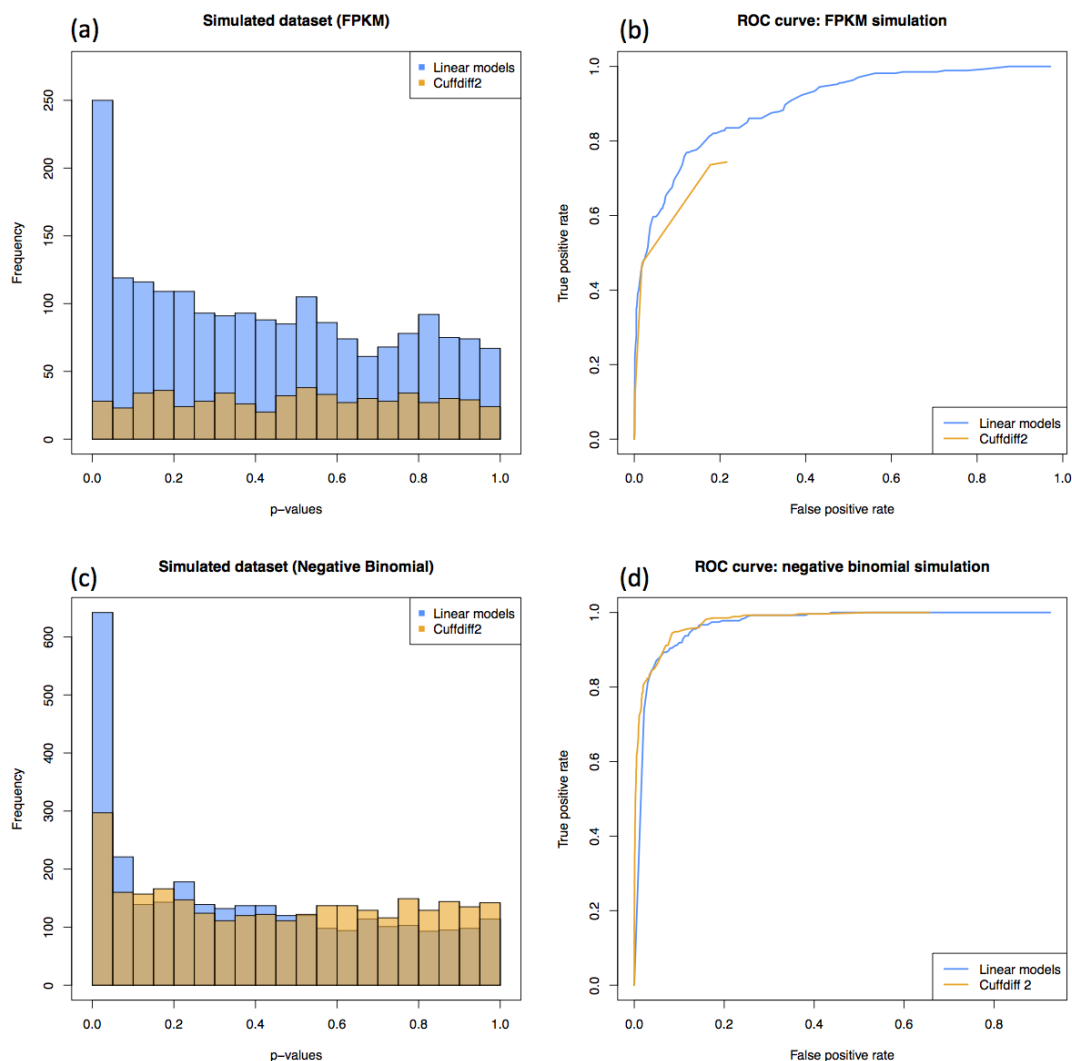 (a)
Simulated dataset (FPKM)
Linear models
Cuffdiff2
Frequency
250
200
150
100
50
0
0.0 0.2 0.4 0.6 0.8 1.0
p-values
(b)
ROC curve: FPKM simulation
True positive rate
1.0
0.8
0.6
0.4
0.2
0.0
Linear models
Cuffdiff2
0.0 0.2 0.4 0.6 0.8 1.0
False positive rate
(c)
Simulated dataset (Negative Binomial)
Linear models
Cuffdiff2
Frequency
600
500
400
300
200
100
0
0.0 0.2 0.4 0.6 0.8 1.0
p-values
(d)
ROC curve: negative binomial simulation
True positive rate
1.0
0.8
0.6
0.4
0.2
0.0
Linear models
Cuffdiff 2
0.0 0.2 0.4 0.6 0.8
False positive rate